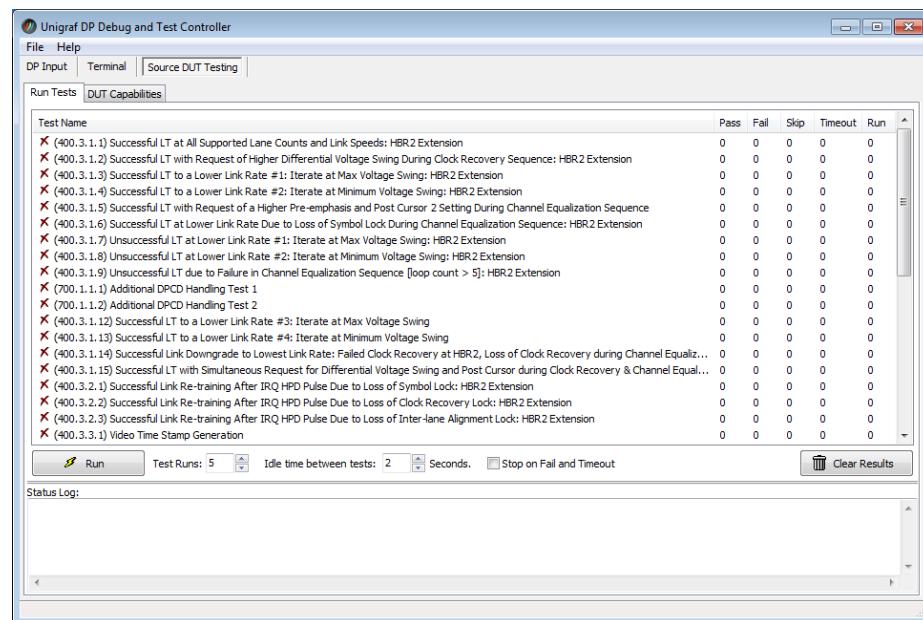 Unigraf DP Debug and Test Controller
File Help
DP Input Terminal Source DUT Testing
Run Tests DUT Capabilities
Test Name Pass Fail Skip Timeout Run
(400.3.1.1) Successful LT at All Supported Lane Counts and Link Speeds: HBR2 Extension 0 0 0 0 0
(400.3.1.2) Successful LT with Request of Higher Differential Voltage Swing During Clock Recovery Sequence: HBR2 Extension 0 0 0 0 0
(400.3.1.3) Successful LT to a Lower Link Rate #1: Iterate at Max Voltage Swing: HBR2 Extension 0 0 0 0 0
(400.3.1.4) Successful LT to a Lower Link Rate #2: Iterate at Minimum Voltage Swing: HBR2 Extension 0 0 0 0 0
(400.3.1.5) Successful LT with Request of a Higher Pre-emphasis and Post Cursor 2 Setting During Channel Equalization Sequence 0 0 0 0 0
(400.3.1.6) Successful LT at Lower Link Rate Due to Loss of Symbol Lock During Channel Equalization Sequence: HBR2 Extension 0 0 0 0 0
(400.3.1.7) Unsuccessful LT at Lower Link Rate #1: Iterate at Max Voltage Swing: HBR2 Extension 0 0 0 0 0
(400.3.1.8) Unsuccessful LT at Lower Link Rate #2: Iterate at Minimum Voltage Swing: HBR2 Extension 0 0 0 0 0
(400.3.1.9) Unsuccessful LT due to Failure in Channel Equalization Sequence [loop count > 5]: HBR2 Extension 0 0 0 0 0
(700.1.1.1) Additional DPCD Handling Test 1 0 0 0 0 0
(700.1.1.2) Additional DPCD Handling Test 2 0 0 0 0 0
(400.3.1.12) Successful LT to a Lower Link Rate #3: Iterate at Max Voltage Swing 0 0 0 0 0
(400.3.1.13) Successful LT to a Lower Link Rate #4: Iterate at Minimum Voltage Swing 0 0 0 0 0
(400.3.1.14) Successful Link Downgrade to Lowest Link Rate: Failed Clock Recovery at HBR2, Loss of Clock Recovery during Channel Equaliz... 0 0 0 0 0
(400.3.1.15) Successful LT with Simultaneous Request for Differential Voltage Swing and Post Cursor during Clock Recovery & Channel Equal... 0 0 0 0 0
(400.3.2.1) Successful Link Re-training After IRQ HPD Pulse Due to Loss of Symbol Lock: HBR2 Extension 0 0 0 0 0
(400.3.2.2) Successful Link Re-training After IRQ HPD Pulse Due to Loss of Clock Recovery Lock: HBR2 Extension 0 0 0 0 0
(400.3.2.3) Successful Link Re-training After IRQ HPD Pulse Due to Loss of Inter-lane Alignment Lock: HBR2 Extension 0 0 0 0 0
(400.3.3.1) Video Time Stamp Generation 0 0 0 0 0
Run Test Runs: 5 Idle time between tests: 2 Seconds. Stop on Fail and Timeout Clear Results
Status Log: